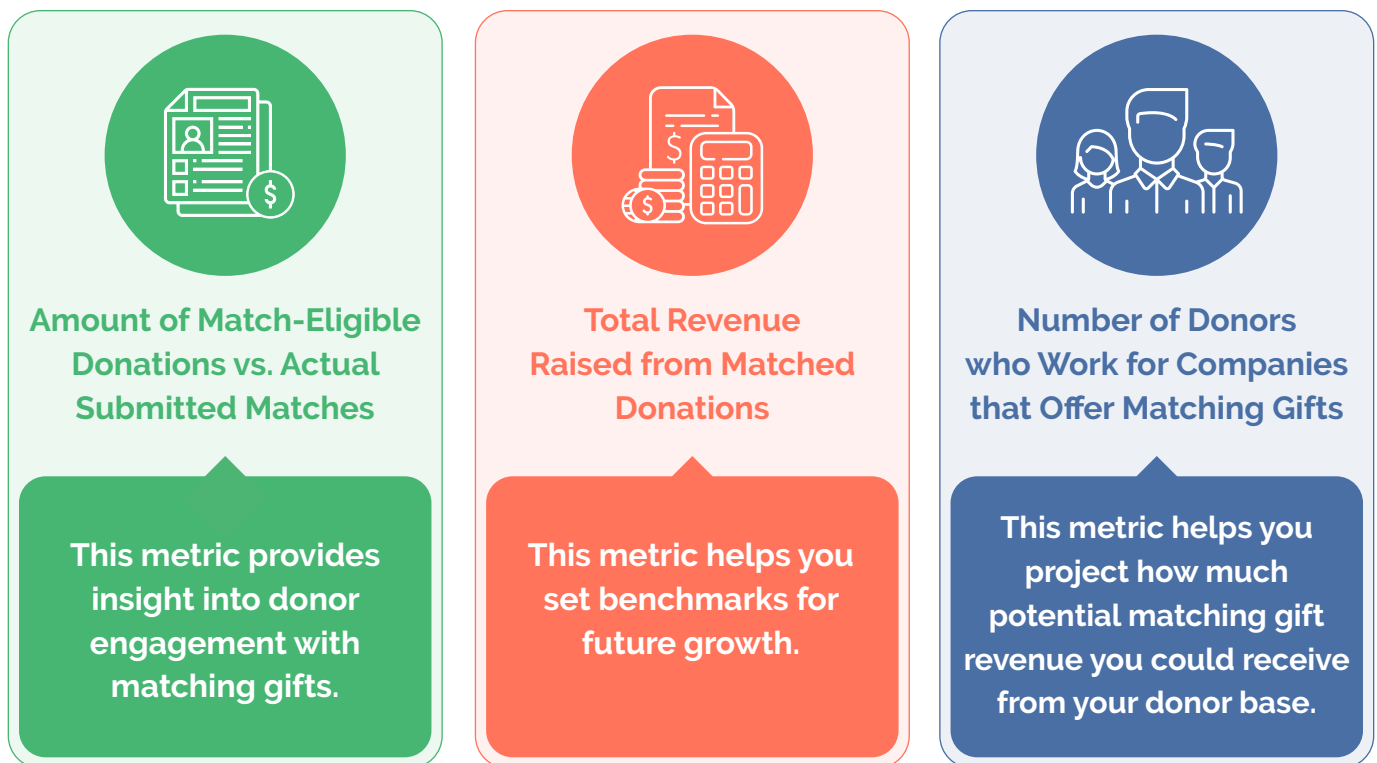 Amount of Match-Eligible
Donations vs. Actual
Submitted Matches
This metric provides
insight into donor
engagement with
matching gifts.
Total Revenue
Raised from Matched
Donations
This metric helps you
set benchmarks for
future growth.
Number of Donors
who Work for Companies
that Offer Matching Gifts
This metric helps you
project how much
potential matching gift
revenue you could receive
from your donor base.